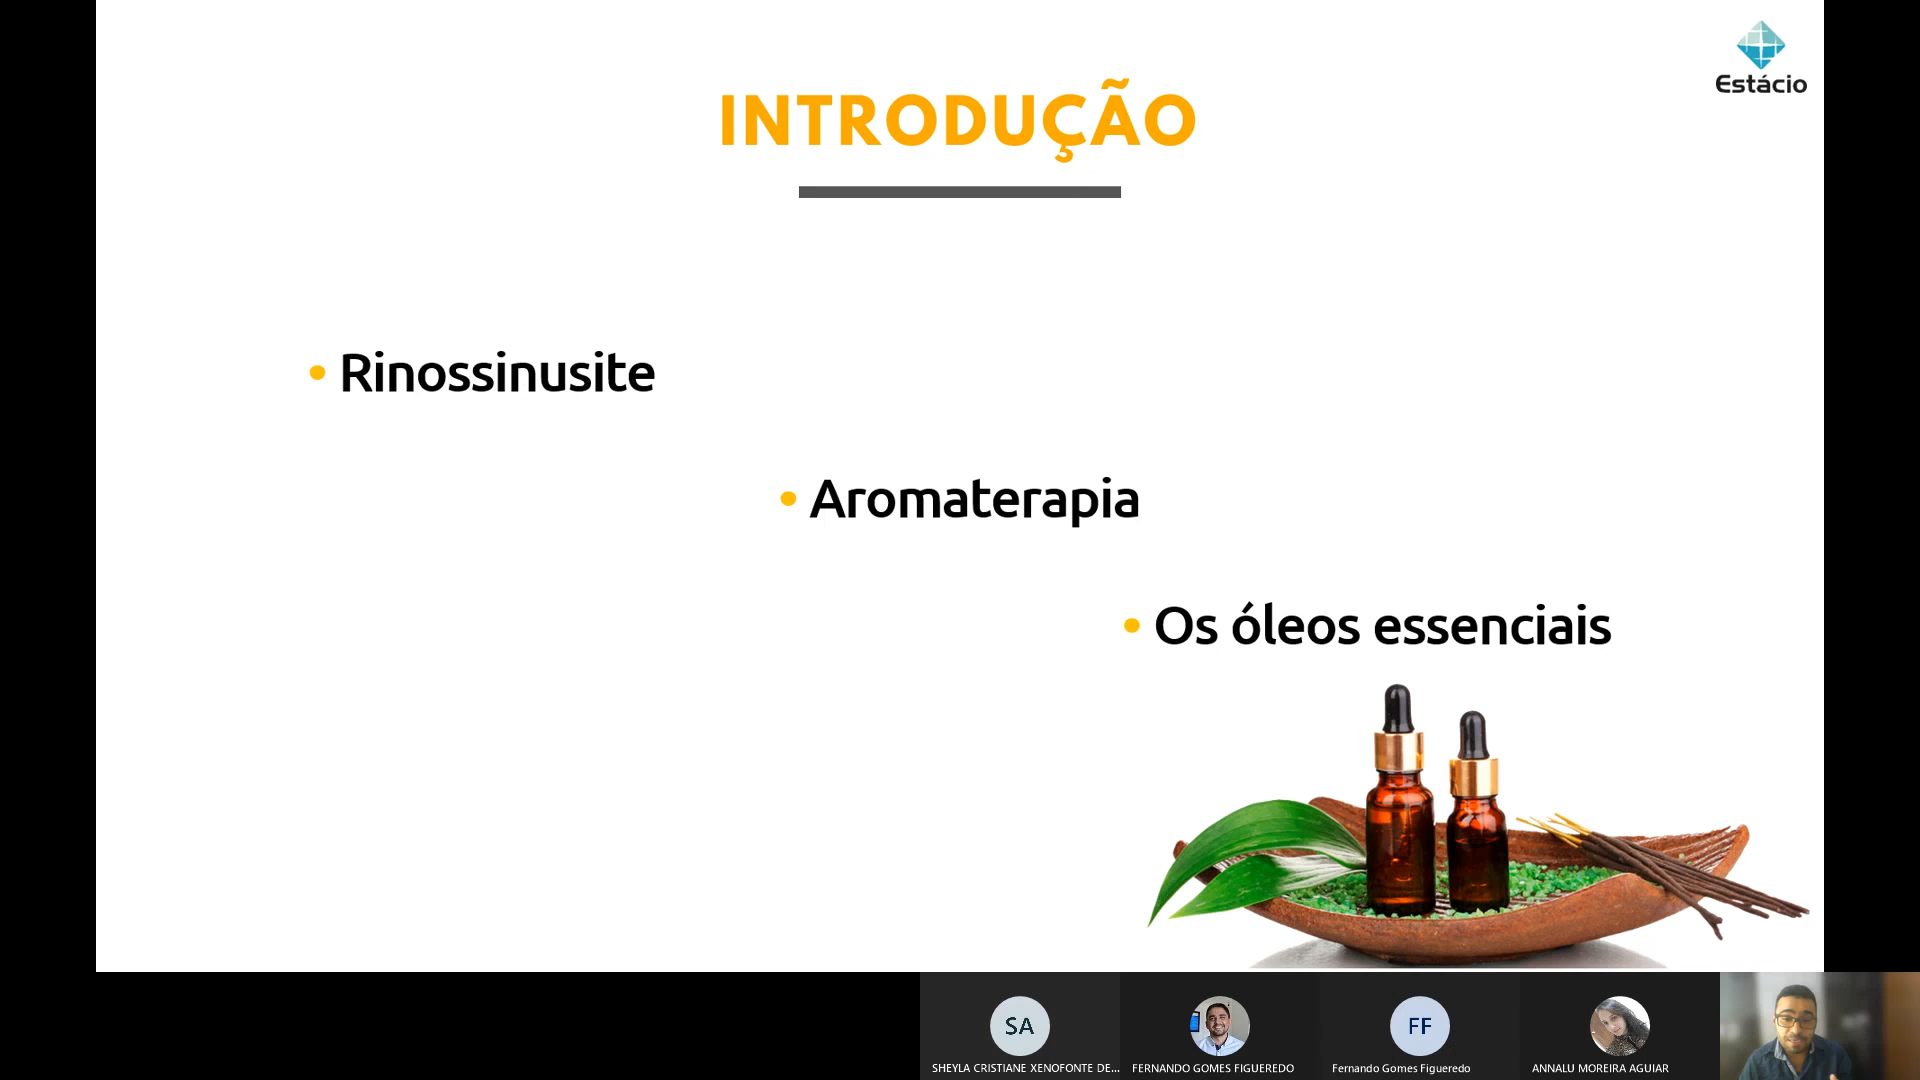 Estácio
INTRODUÇÃO
• Rinossinusite
• Aromaterapia
• Os óleos essenciais
SA
FF
SHEYLA CRISTIANE XENOFONTE DE...
FERNANDO GOMES FIGUEREDO
Fernando Gomes Figueredo
ANNALU MOREIRA AGUIAR